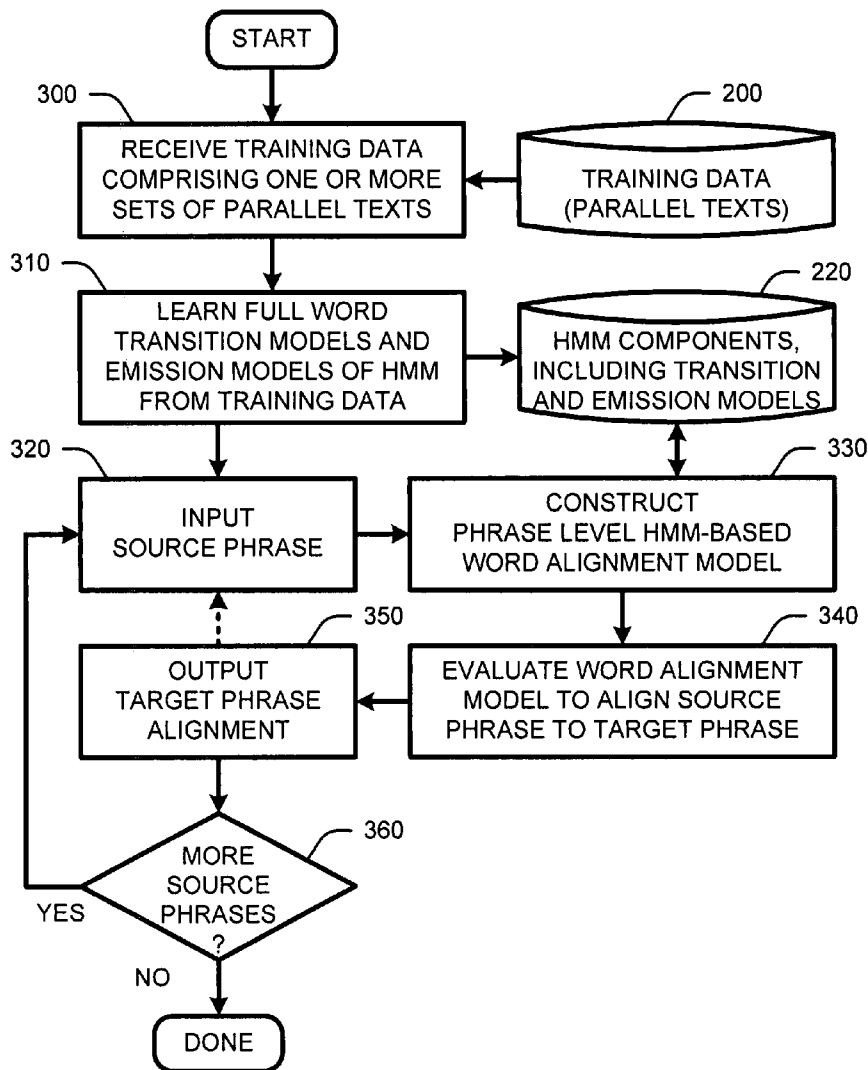 START
300
RECEIVE TRAINING DATA
COMPRISING ONE OR MORE
SETS OF PARALLEL TEXTS
200
TRAINING DATA
(PARALLEL TEXTS)
310
LEARN FULL WORD
TRANSITION MODELS AND
EMISSION MODELS OF HMM
FROM TRAINING DATA
220
HMM COMPONENTS,
INCLUDING TRANSITION
AND EMISSION MODELS
320
INPUT
SOURCE PHRASE
330
CONSTRUCT
PHRASE LEVEL HMM-BASED
WORD ALIGNMENT MODEL
350
OUTPUT
TARGET PHRASE
ALIGNMENT
340
EVALUATE WORD ALIGNMENT
MODEL TO ALIGN SOURCE
PHRASE TO TARGET PHRASE
360
MORE
SOURCE
PHRASES
?
YES
NO
DONE